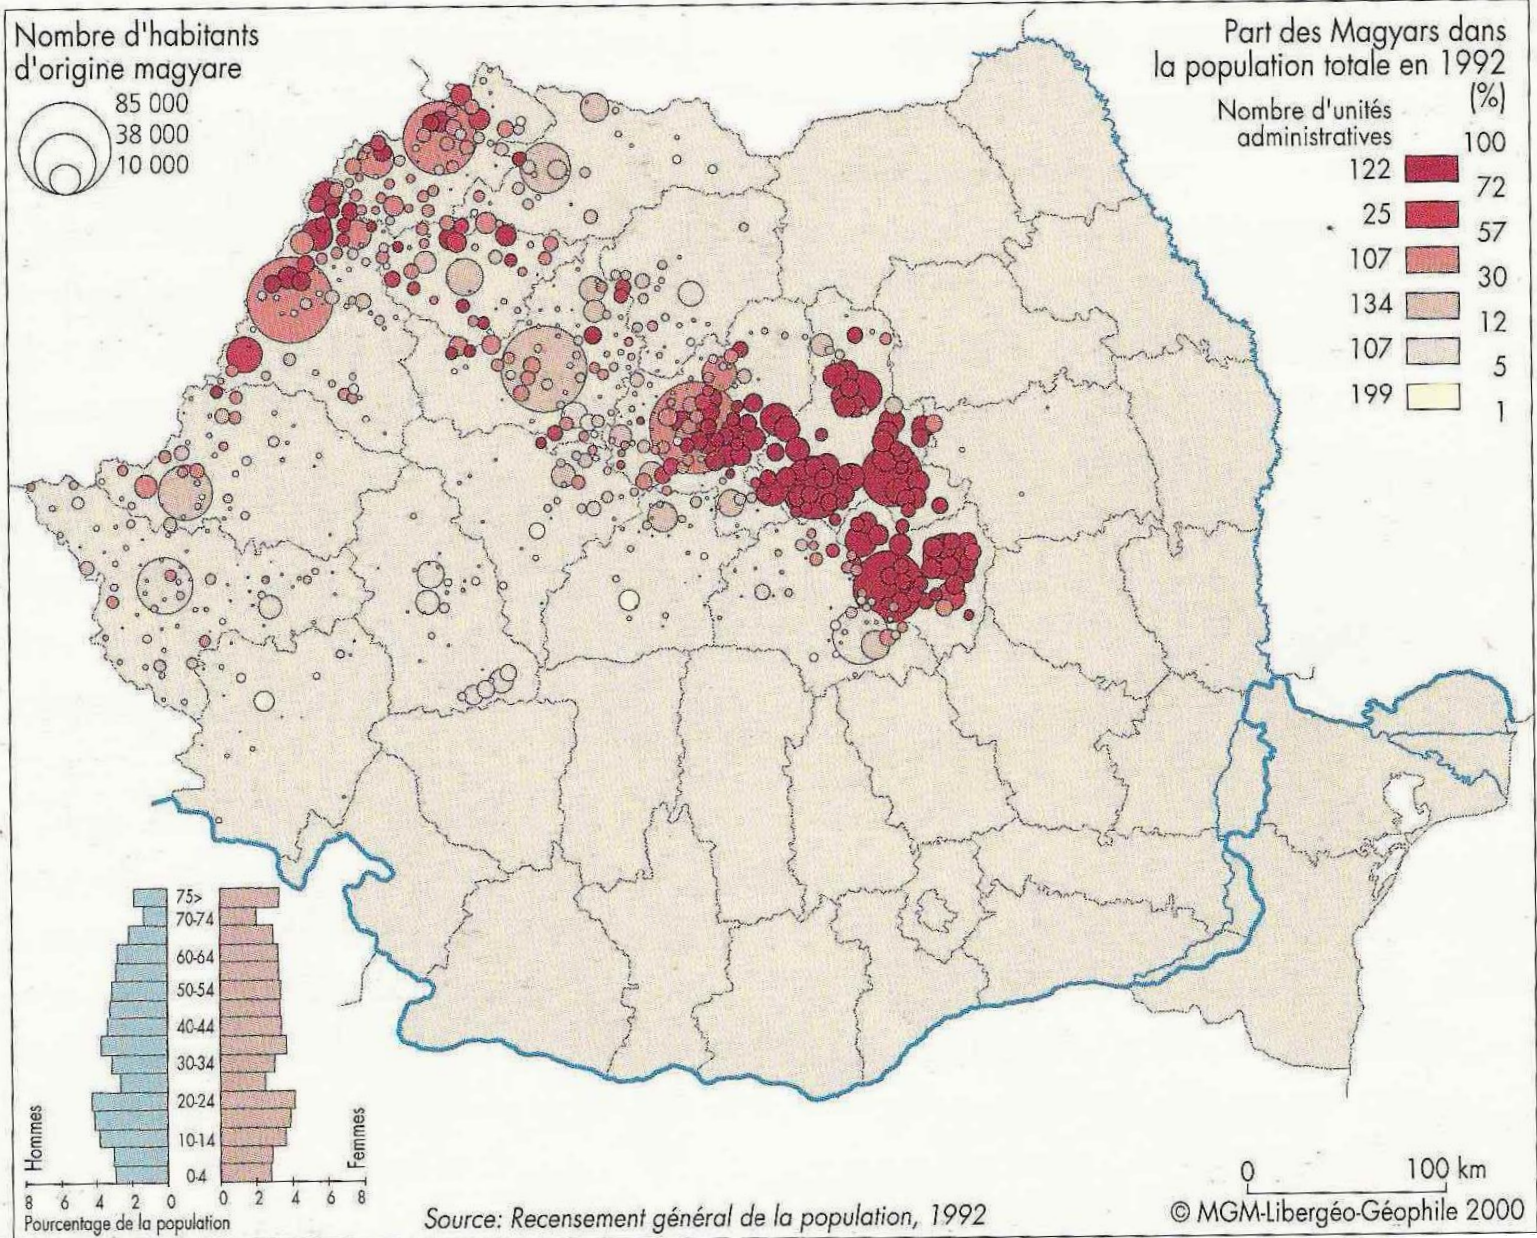 Nombre d'habitants
d'origine magyare
85 000
38 000
10 000
Part des Magyars dans
la population totale en 1992
(%)
Nombre d'unités
administratives
100
122
72
25
57
107
30
134
12
107
5
199
1
75>
70-74
60-64
50-54
40-44
30-34
20-24
10-14
0-4
Hommes
Femmes
8 6 4 2 0
0 2 4 6 8
Pourcentage de la population
Source: Recensement général de la population, 1992
0 100 km
© MGM-Libergéo-Géophile 2000